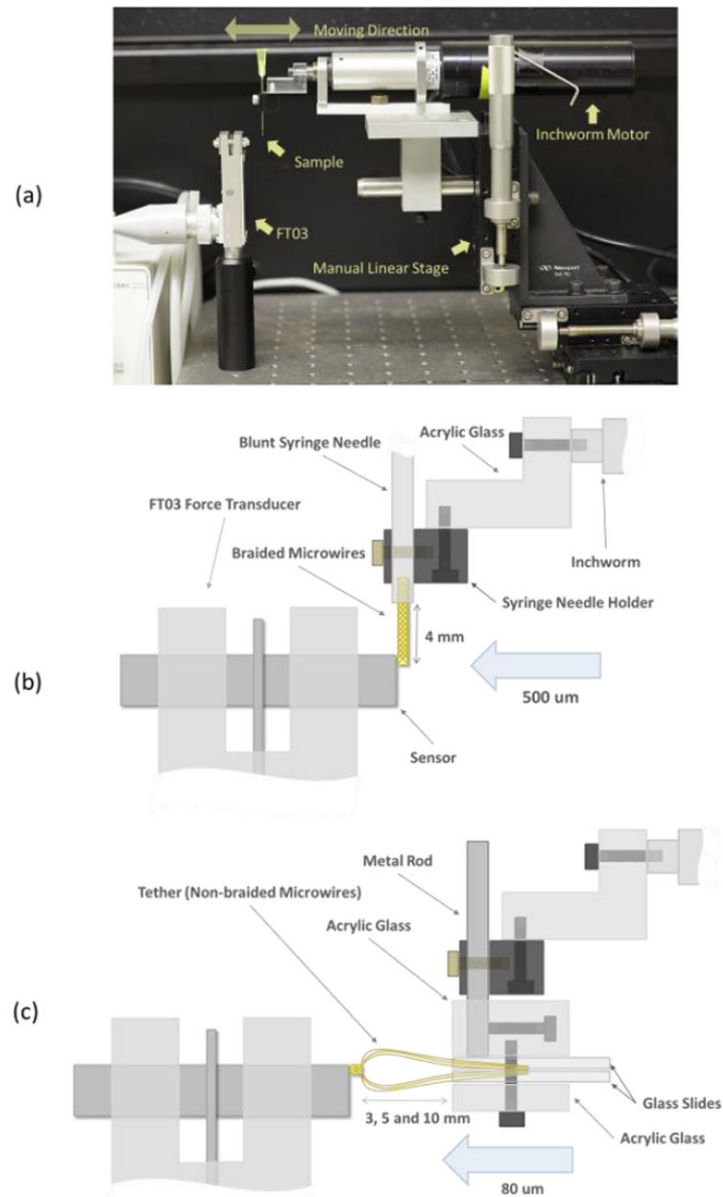 Moving Direction
Inchworm Motor
Sample
(a)
FT03
Manual Linear Stage
Newport
Acrylic Glass
Blunt Syringe Needle
FT03 Force Transducer
Braided Microwires
Inchworm
Syringe Needle Holder
4 mm
(b)
500 um
Sensor
Metal Rod
Tether (Non-braided Microwires)
Acrylic Glass
(c)
Glass Slides
3, 5 and 10 mm
Acrylic Glass
80 um